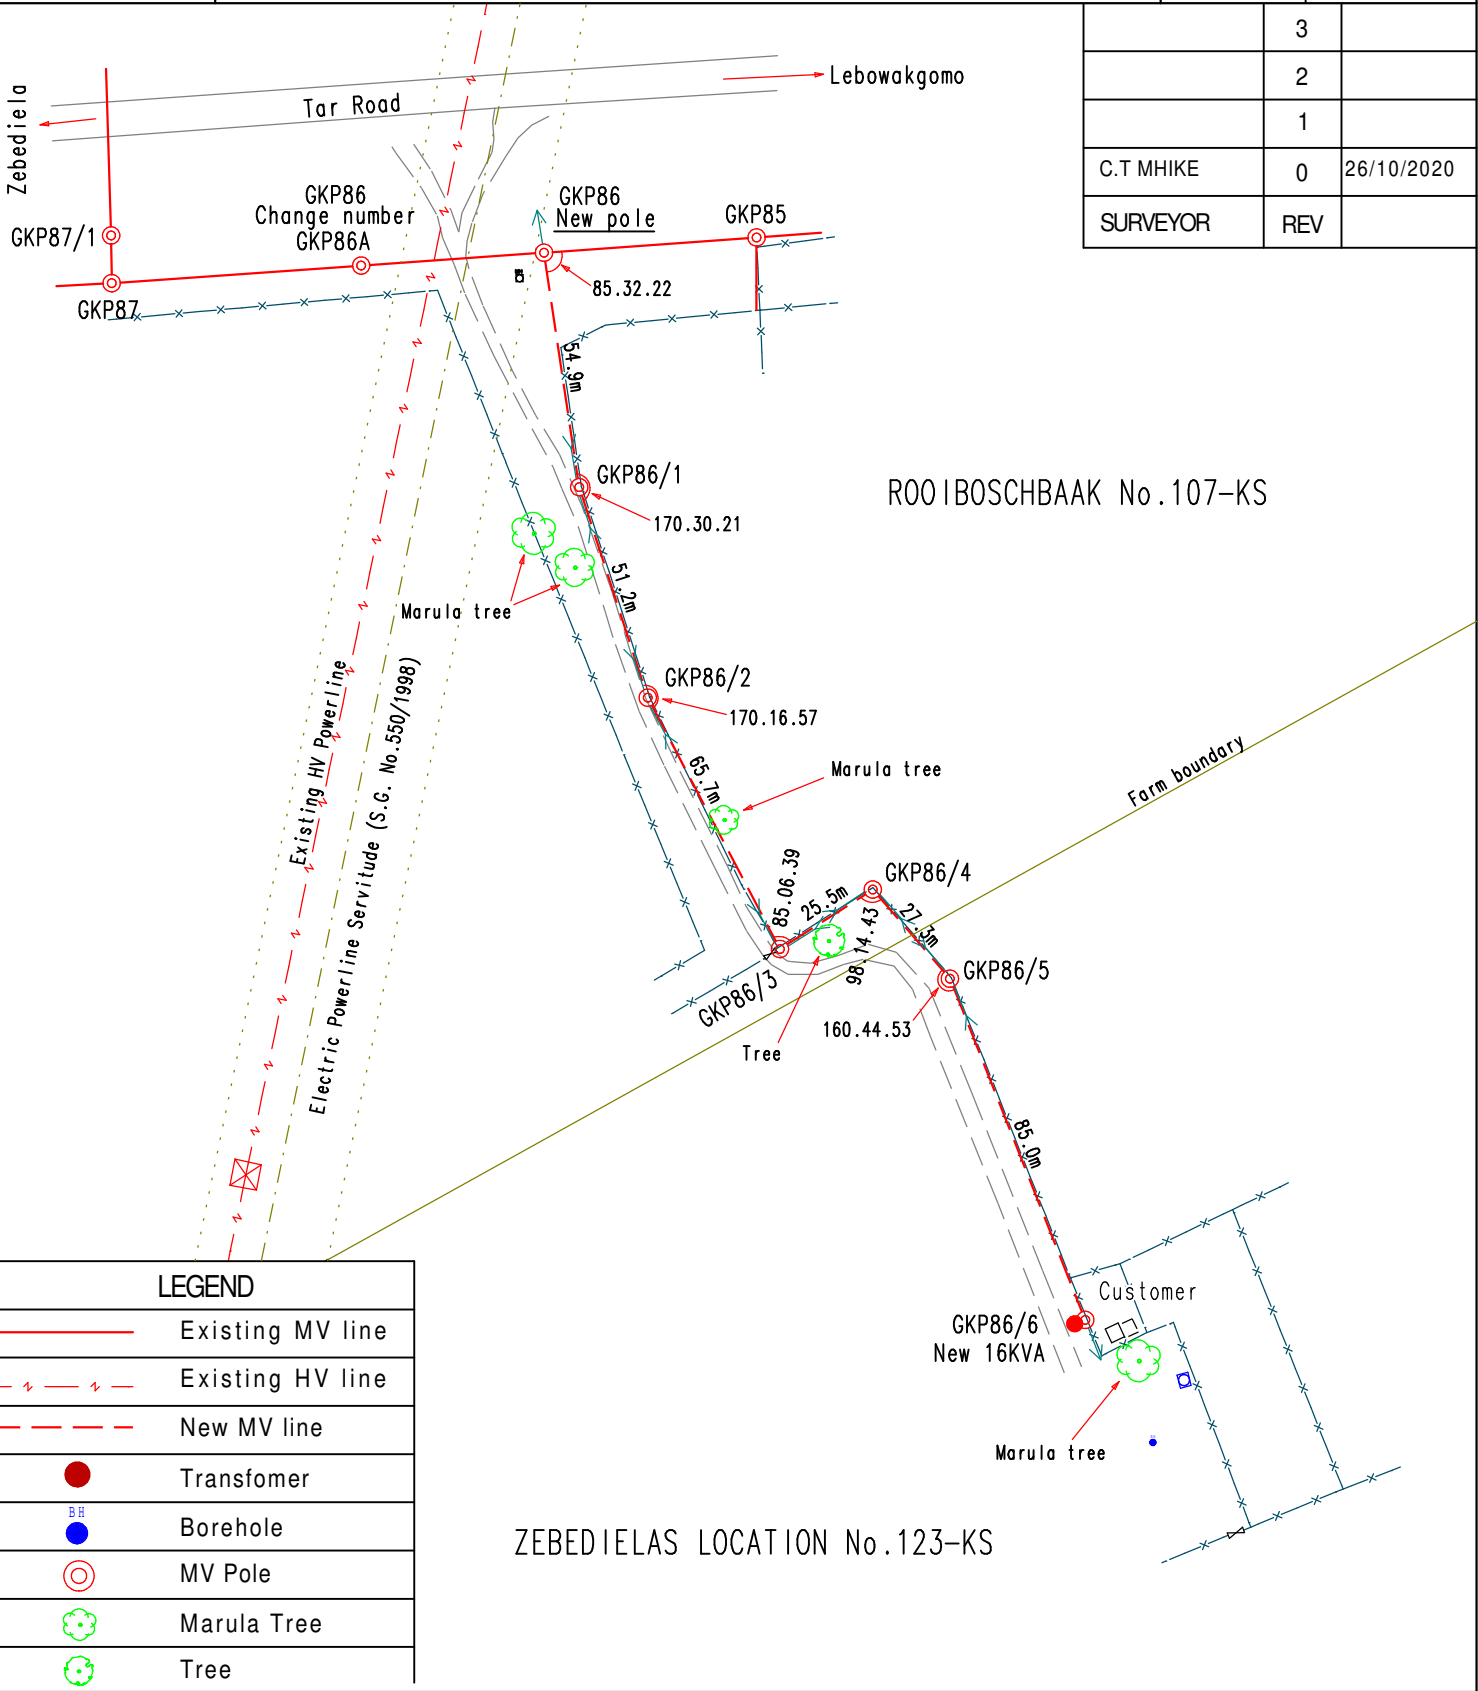 3
2
1
C.T MHIKE 0 26/10/2020
SURVEYOR REV
Zebediela
Tar Road
Lebowakgomo
GKP87/1
GKP87
GKP86
Change number
GKP86A
GKP86
New pole
GKP85
85.32.22
54.9m
GKP86/1
170.30.21
ROOIBOSCHBAAK No.107-KS
51.2m
Marula tree
GKP86/2
170.16.57
Existing HV Powerline
Electric Powerline Servitude (S.G. No.550/1998)
65.7m
Marula tree
Farm boundary
85.06.39
25.5m
GKP86/4
98.14.43
27.3m
GKP86/3
GKP86/5
160.44.53
Tree
85.0m
Customer
GKP86/6
New 16KVA
Marula tree
ZEBEDIELAS LOCATION No.123-KS
LEGEND
Existing MV line
Existing HV line
New MV line
Transfomer
BH
Borehole
MV Pole
Marula Tree
Tree